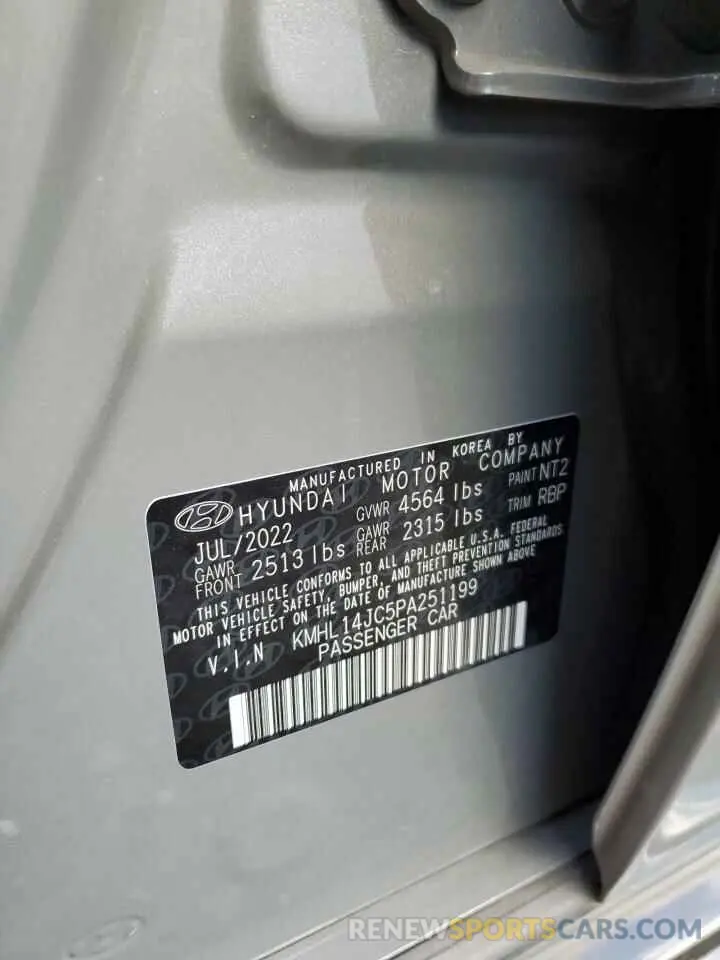 MANUFACTURED IN KOREA BY
HYUNDAI MOTOR COMPANY
JUL/2022 GVWR 4564 lbs PAINT NT2
GAWR FRONT 2513 lbs GAWR REAR 2315 lbs TRIM RBP
THIS VEHICLE CONFORMS TO ALL APPLICABLE U.S.A. FEDERAL
MOTOR VEHICLE SAFETY, BUMPER, AND THEFT PREVENTION STANDARDS
IN EFFECT ON THE DATE OF MANUFACTURE SHOWN ABOVE
V.I.N KMHL14JC5PA251199
PASSENGER CAR
RENEWSPORTSCARS.COM